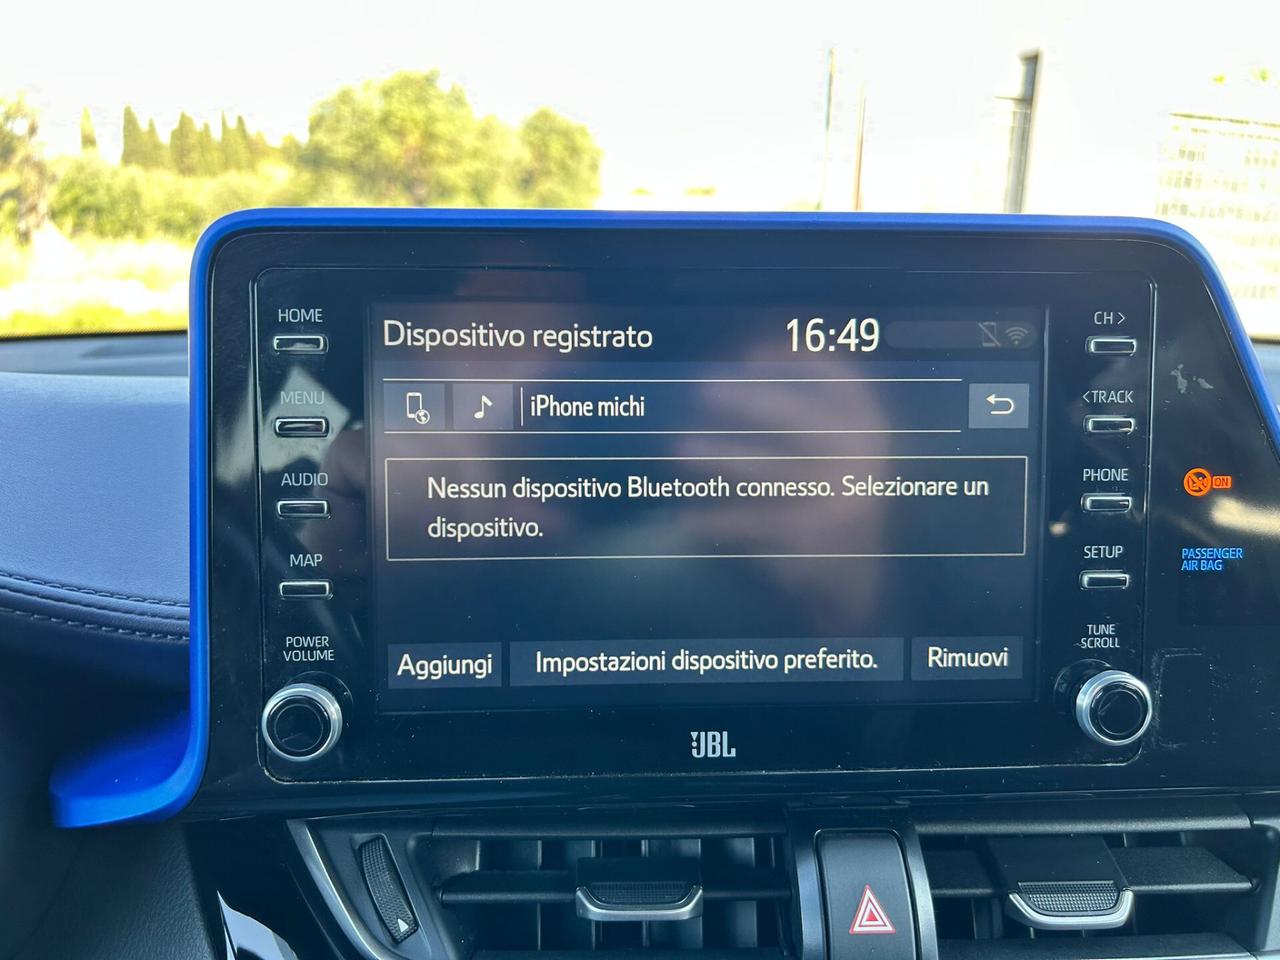 HOME
MENU
AUDIO
MAP
POWER
VOLUME
Dispositivo registrato 16:49
iPhone michi
Nessun dispositivo Bluetooth connesso. Selezionare un
dispositivo.
Aggiungi Impostazioni dispositivo preferito. Rimuovi
JBL
CH >
< TRACK
PHONE
SETUP
TUNE
SCROLL
ON
PASSENGER
AIR BAG